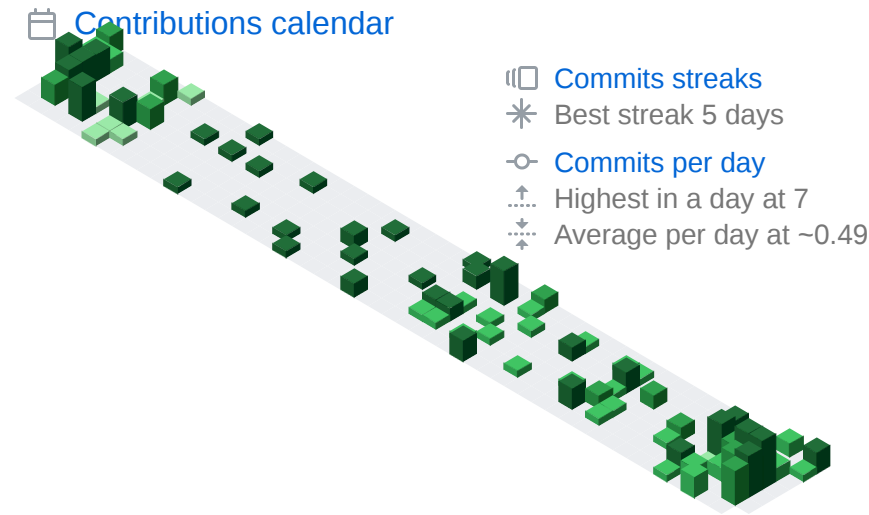 Contributions calendar
Commits streaks
Best streak 5 days
Commits per day
Highest in a day at 7
Average per day at ~0.49